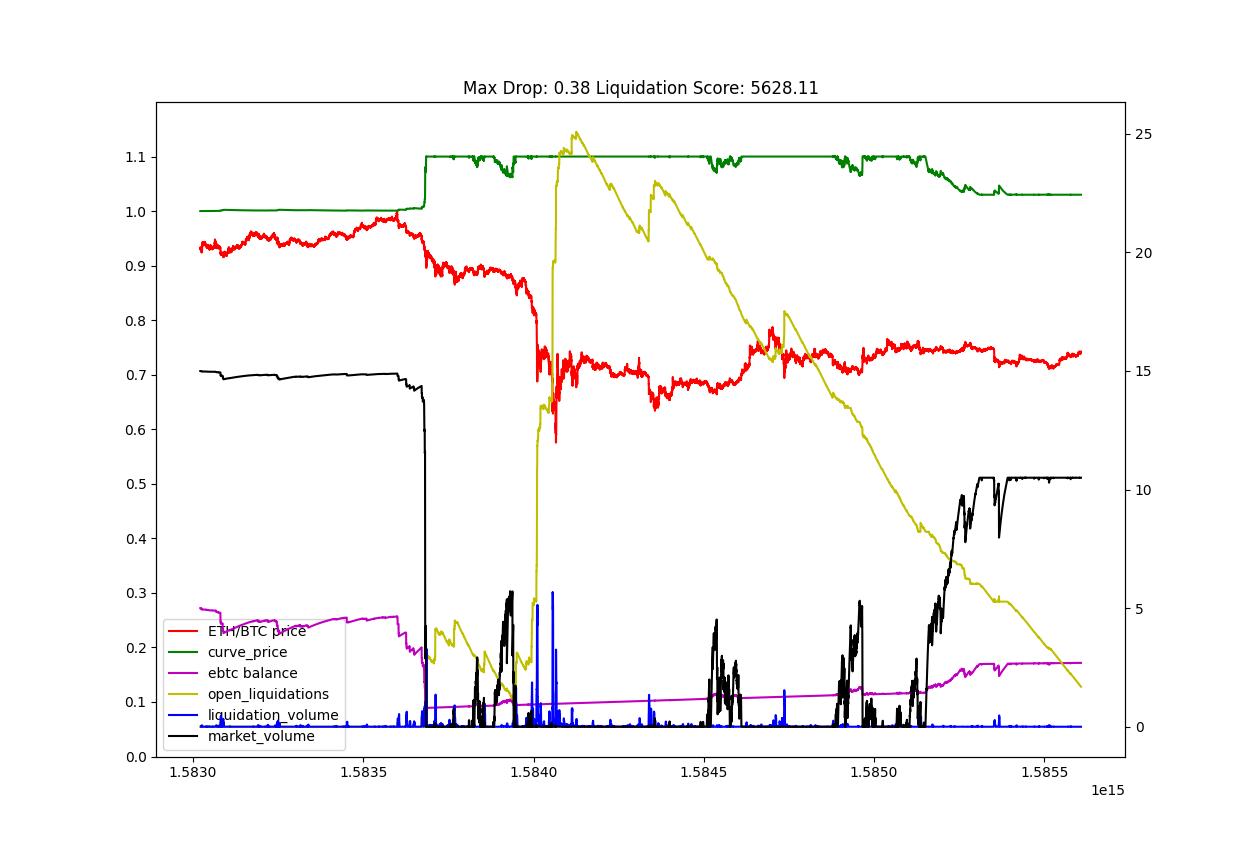 Max Drop: 0.38 Liquidation Score: 5628.11
1.1
1.0
0.9
0.8
0.7
0.6
0.5
0.4
0.3
0.2
0.1
0.0
25
20
15
10
5
0
ETH/BTC price
curve_price
ebtc balance
open_liquidations
liquidation_volume
market_volume
1.5830 1.5835 1.5840 1.5845 1.5850 1.5855
1e15